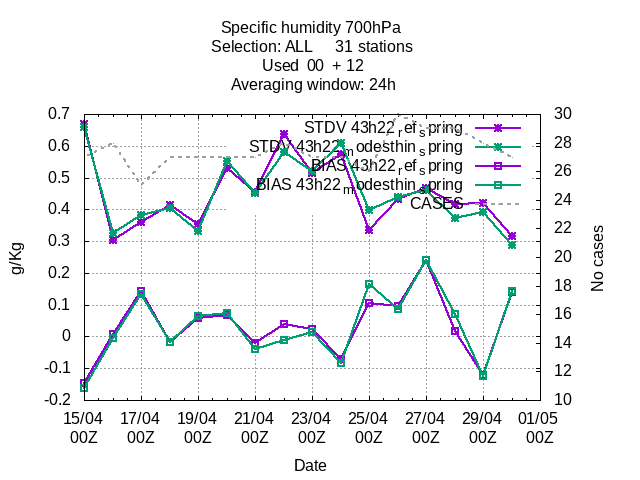 Specific humidity 700hPa
Selection: ALL 31 stations
Used 00 + 12
Averaging window: 24h
0.7
0.6
0.5
0.4
0.3
0.2
0.1
0
-0.1
-0.2
g/Kg
STDV 43h22refspring
STDV 43h22modesthinspring
BIAS 43h22refspring
BIAS 43h22modesthinspring
CASES
30
28
26
24
22
20
18
16
14
12
10
No cases
15/04 17/04 19/04 21/04 23/04 25/04 27/04 29/04 01/05
00Z 00Z 00Z 00Z 00Z 00Z 00Z 00Z 00Z
Date